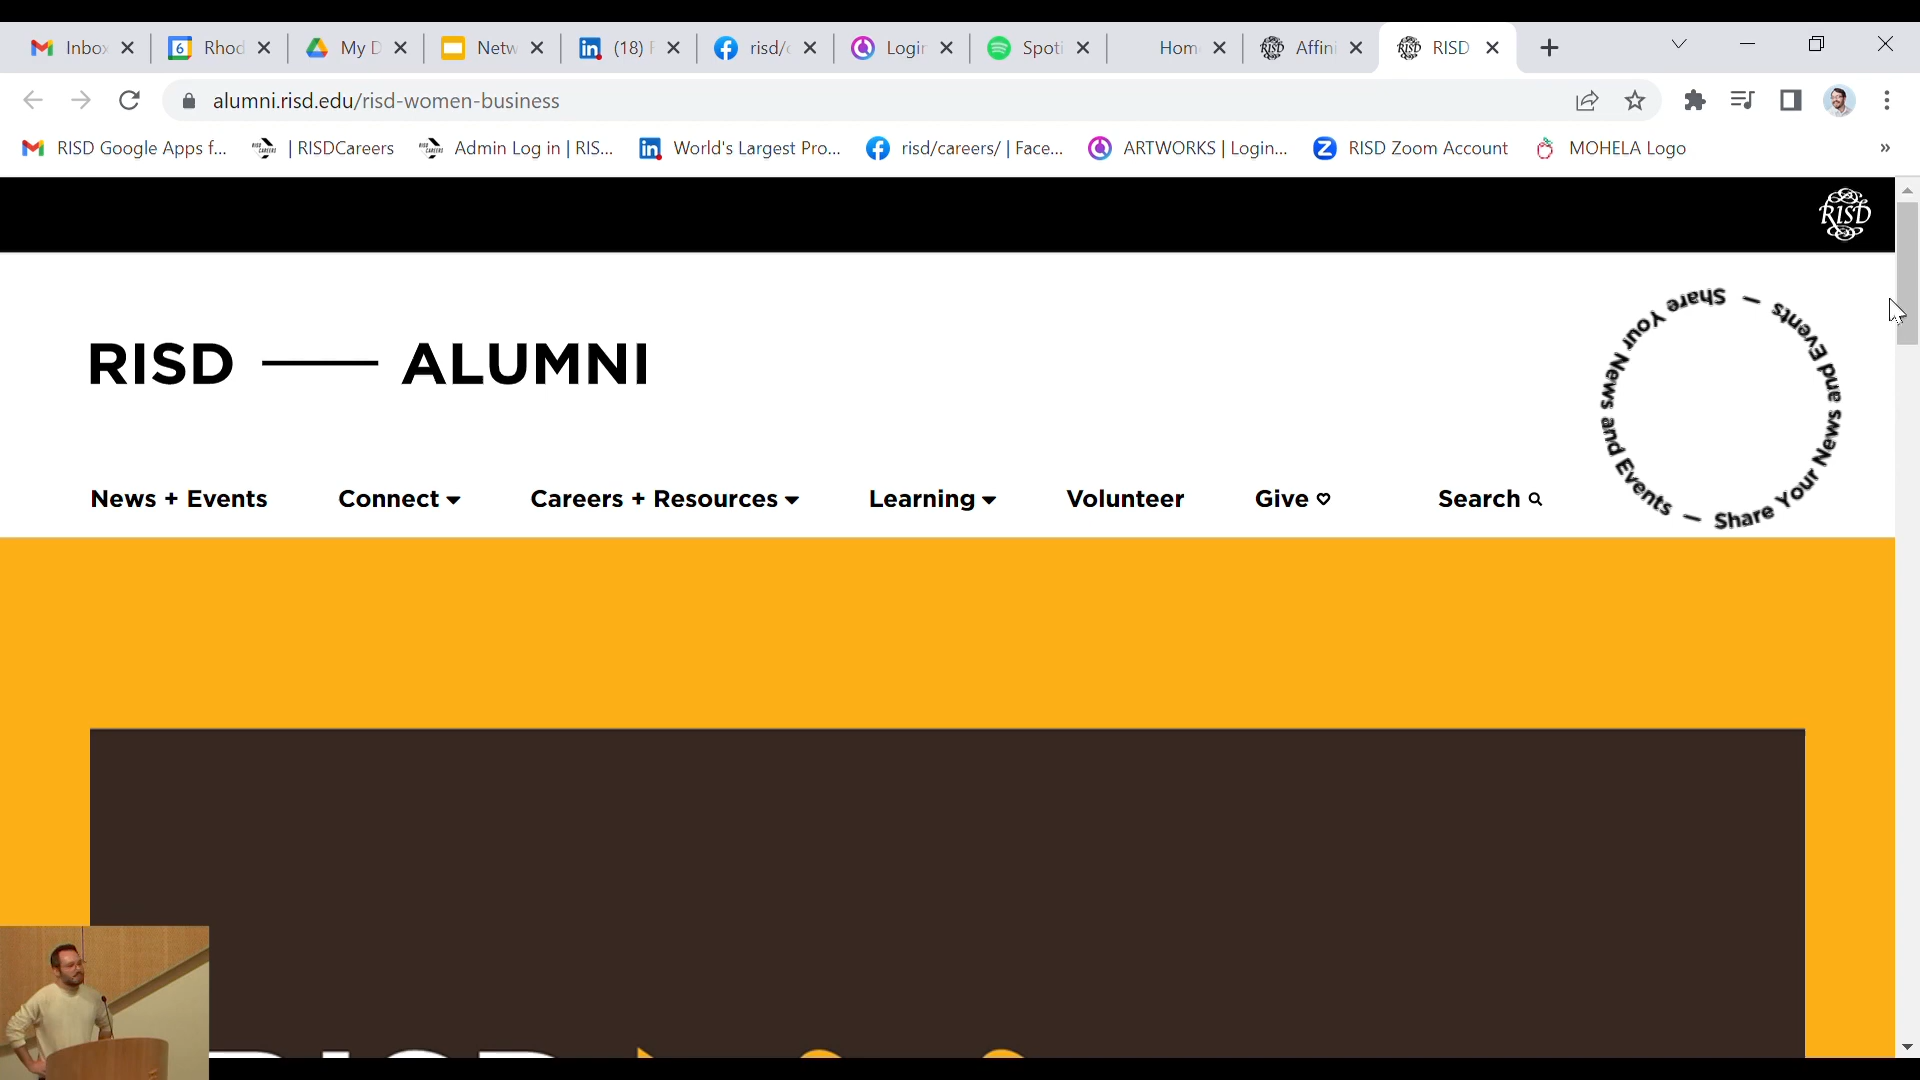 Inbo Rhod My D Netw (18) F risd/c Login Spoti Hom Affini RISD
alumni.risd.edu/risd-women-business
RISD Google Apps f... | RISDCareers Admin Log in | RIS... World's Largest Pro... risd/careers/ | Face... ARTWORKS | Login... RISD Zoom Account MOHELA Logo »
RISD
RISD — ALUMNI
Share Your News and Events — Share Your News and Events —
News + Events Connect Careers + Resources Learning Volunteer Give Search